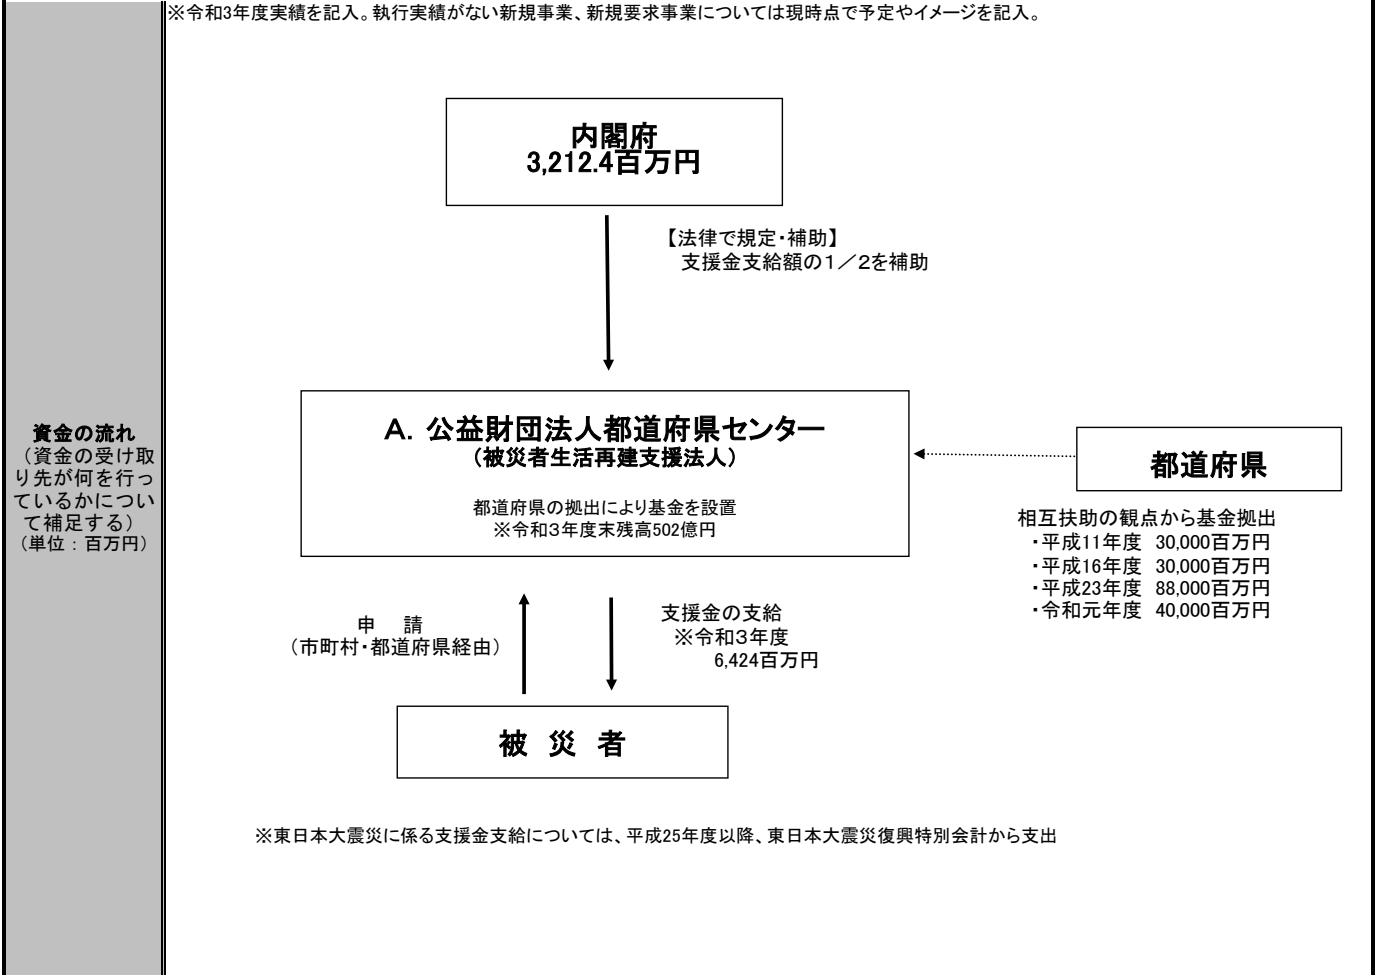 ※令和3年度実績を記入。執行実績がない新規事業、新規要求事業については現時点で予定やイメージを記入。
資金の流れ
（資金の受け取
り先が何を行っ
ているかについ
て補足する）
（単位：百万円）
内閣府
3,212.4百万円
【法律で規定・補助】
支援金支給額の１／２を補助
Ａ．公益財団法人都道府県センター
（被災者生活再建支援法人）
都道府県の拠出により基金を設置
※令和３年度末残高502億円
都道府県
相互扶助の観点から基金拠出
・平成11年度 30,000百万円
・平成16年度 30,000百万円
・平成23年度 88,000百万円
・令和元年度 40,000百万円
申　請
（市町村・都道府県経由）
支援金の支給
※令和３年度
6,424百万円
被 災 者
※東日本大震災に係る支援金支給については、平成25年度以降、東日本大震災復興特別会計から支出